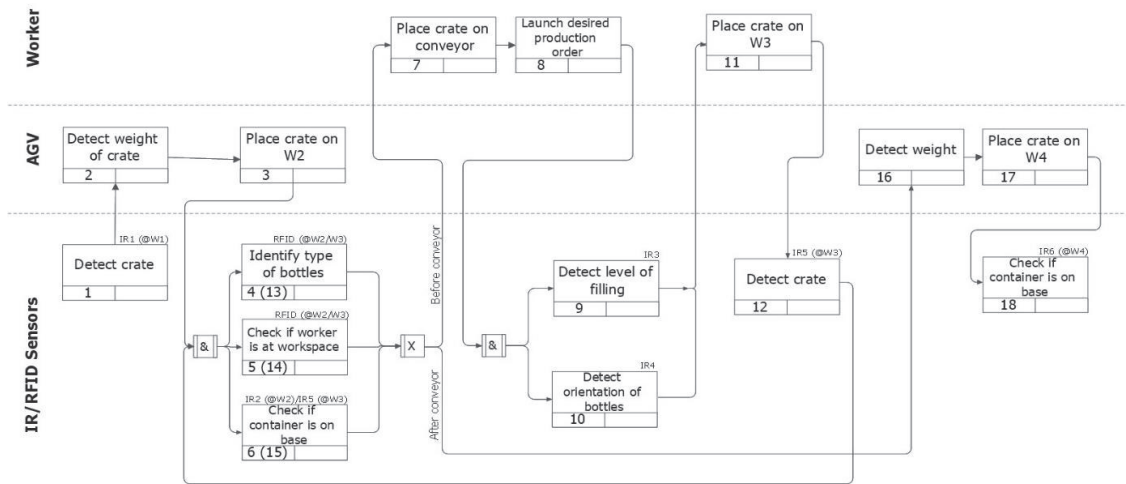 Worker
Place crate on
conveyor
7
Launch desired
production
order
8
Place crate on
W3
11
AGV
Detect weight
of crate
2
Place crate on
W2
3
Detect weight
16
Place crate on
W4
17
IR/RFID Sensors
IR1 (@W1)
Detect crate
1
RFID (@W2/W3)
Identify type
of bottles
4 (13)
RFID (@W2/W3)
Check if worker
is at workspace
5 (14)
IR2 (@W2)/IR5 (@W3)
Check if
container is on
base
6 (15)
&
X
Before conveyor
After conveyor
&
IR3
Detect level of
filling
9
IR4
Detect
orientation of
bottles
10
IR5 (@W3)
Detect crate
12
IR6 (@W4)
Check if
container is on
base
18